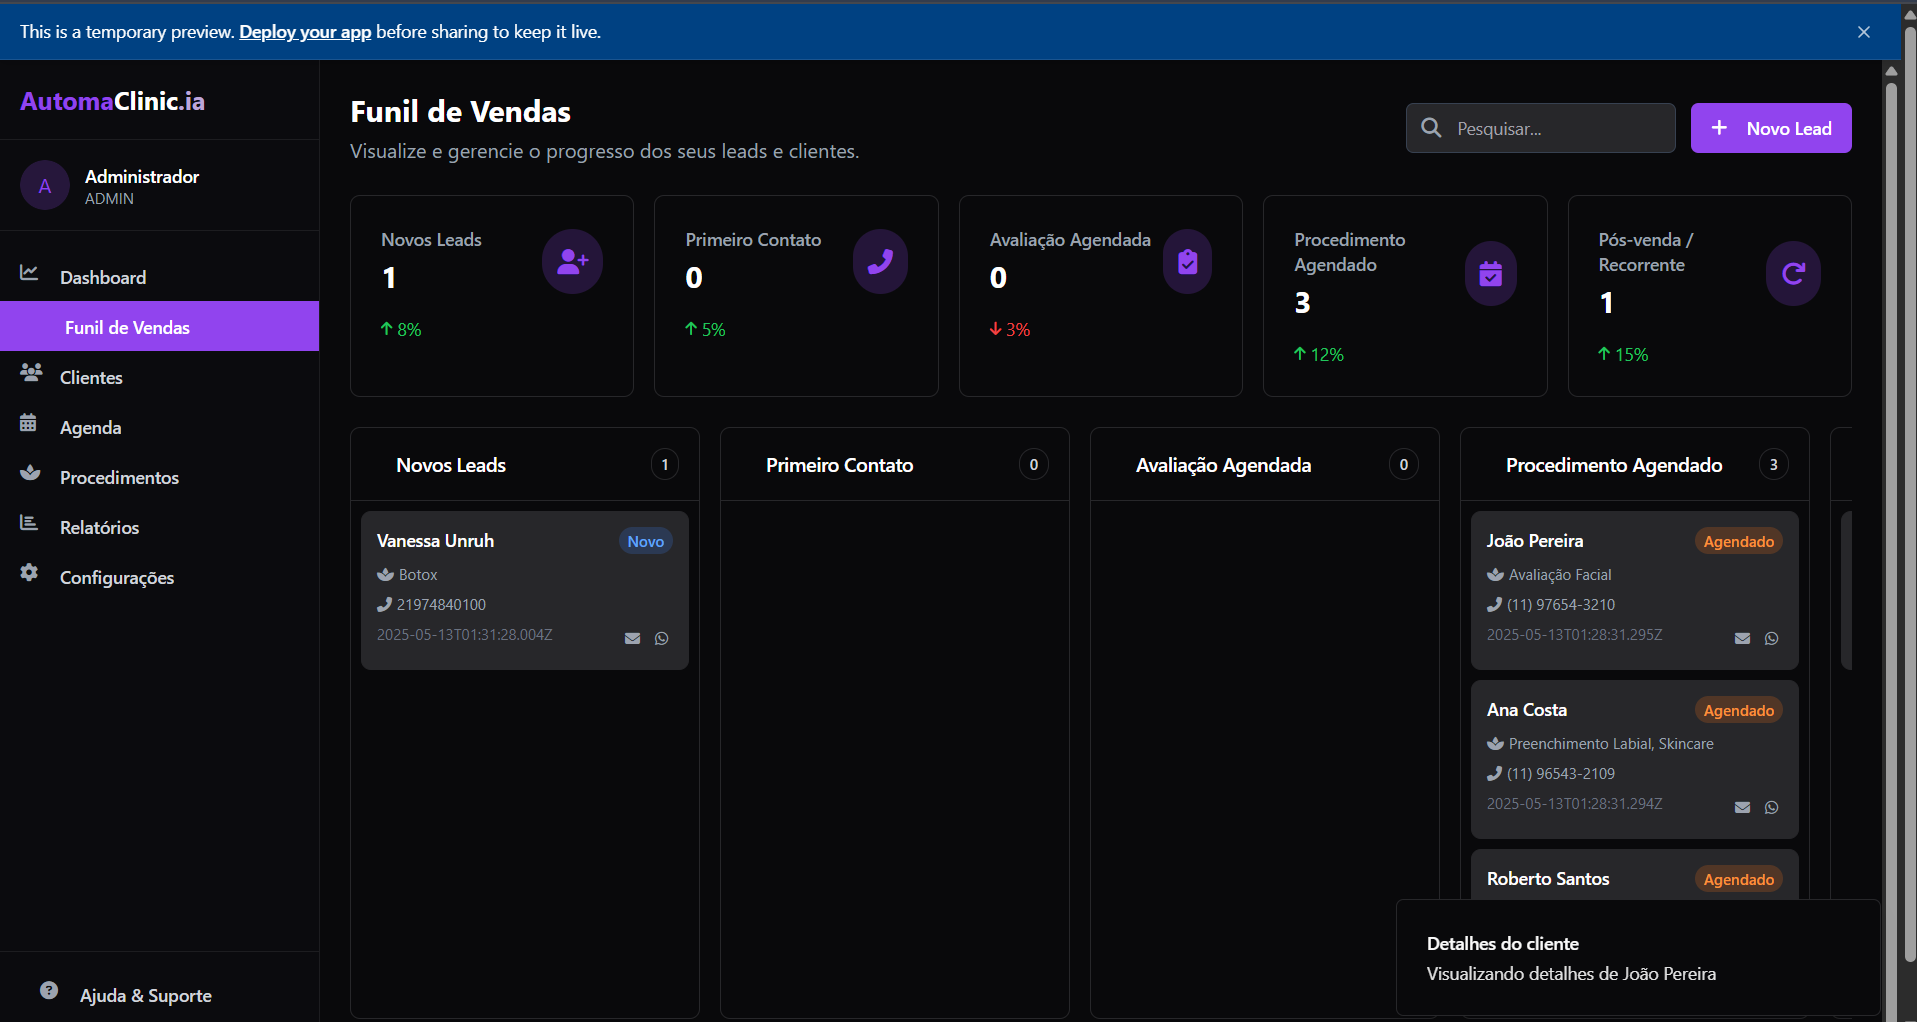 This is a temporary preview. Deploy your app before sharing to keep it live.
AutomaClinic.ia
A
Administrador
ADMIN
Dashboard
Funil de Vendas
Clientes
Agenda
Procedimentos
Relatórios
Configurações
Ajuda & Suporte
Funil de Vendas
Visualize e gerencie o progresso dos seus leads e clientes.
Pesquisar...
+ Novo Lead
Novos Leads
1
8%
Primeiro Contato
0
5%
Avaliação Agendada
0
3%
Procedimento
Agendado
3
12%
Pós-venda /
Recorrente
1
15%
Novos Leads 1
Vanessa Unruh Novo
Botox
21974840100
2025-05-13T01:31:28.004Z
Primeiro Contato 0
Avaliação Agendada 0
Procedimento Agendado 3
João Pereira Agendado
Avaliação Facial
(11) 97654-3210
2025-05-13T01:28:31.295Z
Ana Costa Agendado
Preenchimento Labial, Skincare
(11) 96543-2109
2025-05-13T01:28:31.294Z
Roberto Santos Agendado
Detalhes do cliente
Visualizando detalhes de João Pereira